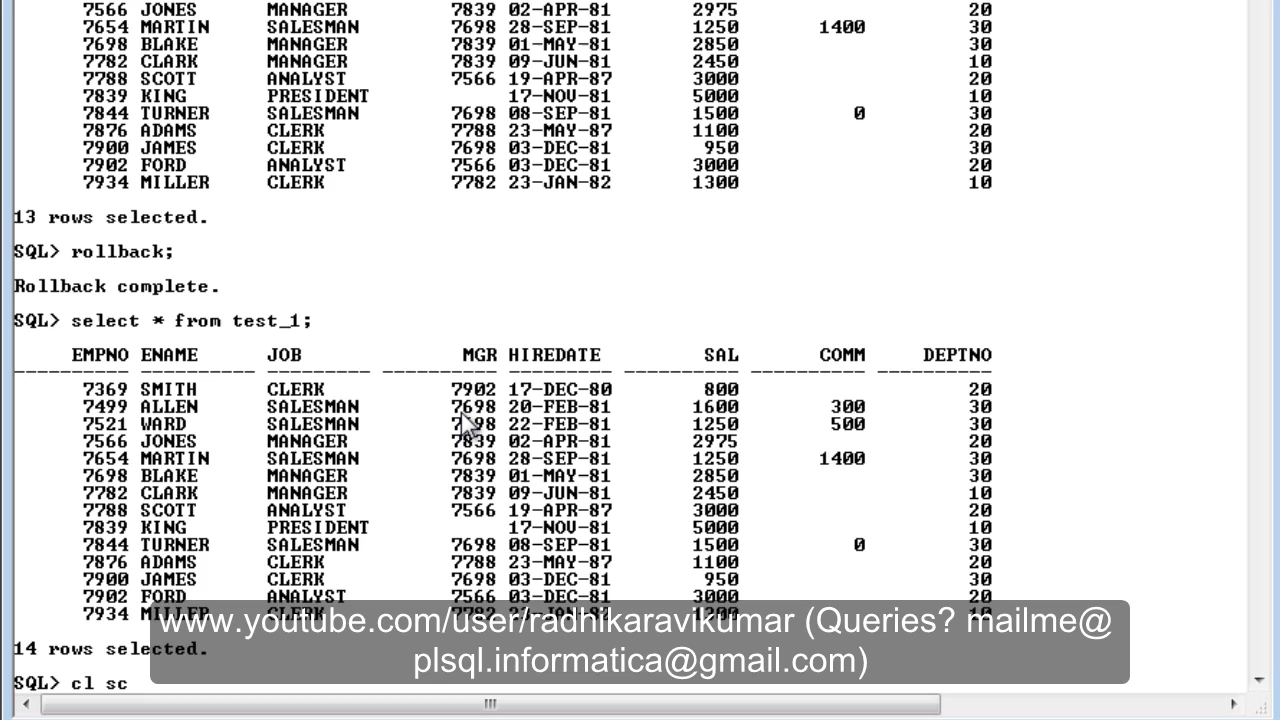 7566 JONES MANAGER 7839 02-APR-81 2975 20
7654 MARTIN SALESMAN 7698 28-SEP-81 1250 1400 30
7698 BLAKE MANAGER 7839 01-MAY-81 2850 30
7782 CLARK MANAGER 7839 09-JUN-81 2450 10
7788 SCOTT ANALYST 7566 19-APR-87 3000 20
7839 KING PRESIDENT 17-NOV-81 5000 10
7844 TURNER SALESMAN 7698 08-SEP-81 1500 0 30
7876 ADAMS CLERK 7788 23-MAY-87 1100 20
7900 JAMES CLERK 7698 03-DEC-81 950 30
7902 FORD ANALYST 7566 03-DEC-81 3000 20
7934 MILLER CLERK 7782 23-JAN-82 1300 10
13 rows selected.
SQL> rollback;
Rollback complete.
SQL> select * from test_1;
EMPNO ENAME JOB MGR HIREDATE SAL COMM DEPTNO
---------- ---------- --------- ---------- --------- ---------- ---------- ----------
7369 SMITH CLERK 7902 17-DEC-80 800 20
7499 ALLEN SALESMAN 7698 20-FEB-81 1600 300 30
7521 WARD SALESMAN 7698 22-FEB-81 1250 500 30
7566 JONES MANAGER 7839 02-APR-81 2975 20
7654 MARTIN SALESMAN 7698 28-SEP-81 1250 1400 30
7698 BLAKE MANAGER 7839 01-MAY-81 2850 30
7782 CLARK MANAGER 7839 09-JUN-81 2450 10
7788 SCOTT ANALYST 7566 19-APR-87 3000 20
7839 KING PRESIDENT 17-NOV-81 5000 10
7844 TURNER SALESMAN 7698 08-SEP-81 1500 0 30
7876 ADAMS CLERK 7788 23-MAY-87 1100 20
7900 JAMES CLERK 7698 03-DEC-81 950 30
7902 FORD ANALYST 7566 03-DEC-81 3000 20
7934 MILLER CLERK 7782 23-JAN-82 1300 10
www.youtube.com/user/radhikaravikumar (Queries? mailme@
14 rows selected.
plsql.informatica@gmail.com)
SQL> cl sc